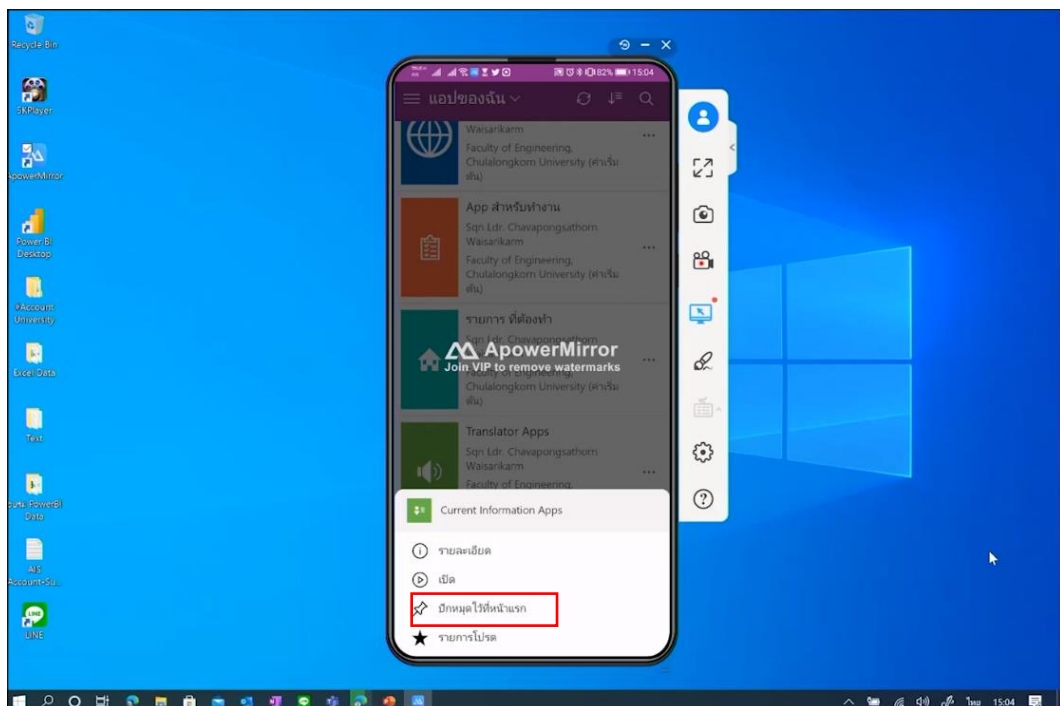 Recycle Bin
SKPlayer
ApowerMirror
Power BI
Desktop
University
Excel Data
Text
Data
AIS
LINE
82% 15:04
แอปของฉัน
Waisarikarm
Faculty of Engineering,
Chulalongkorn University (ค่าเริ่ม
ต้น)
App สำหรับทำงาน
Sqn Ldr. Chavapongsathorn
Waisarikarm
Faculty of Engineering,
Chulalongkorn University (ค่าเริ่ม
ต้น)
รายการ ที่ต้องทำ
Sqn Ldr. Chavapongsathorn
ApowerMirror
Join VIP to remove watermarks
Faculty of Engineering,
Chulalongkorn University (ค่าเริ่ม
ต้น)
Translator Apps
Sqn Ldr. Chavapongsathorn
Waisarikarm
Faculty of Engineering,
Current Information Apps
รายละเอียด
เปิด
ปักหมุดไว้ที่หน้าแรก
รายการโปรด
ไทย 15:04